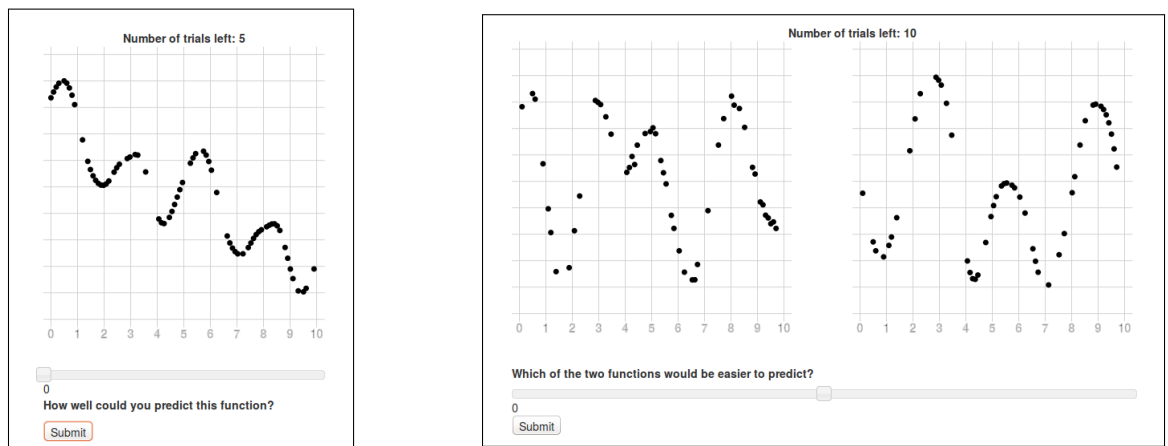 Number of trials left: 5
0 1 2 3 4 5 6 7 8 9 10
0
How well could you predict this function?
Submit
Number of trials left: 10
0 1 2 3 4 5 6 7 8 9 10
0 1 2 3 4 5 6 7 8 9 10
Which of the two functions would be easier to predict?
0
Submit